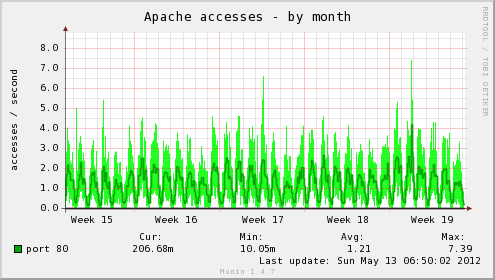 Apache accesses - by month
RRDTOOL / TOBI OETIKER
accesses / second
8.0
7.0
6.0
5.0
4.0
3.0
2.0
1.0
0.0
Week 15 Week 16 Week 17 Week 18 Week 19
Cur: Min: Avg: Max:
port 80 206.68m 10.05m 1.21 7.39
Last update: Sun May 13 06:50:02 2012
Munin 1.4.7